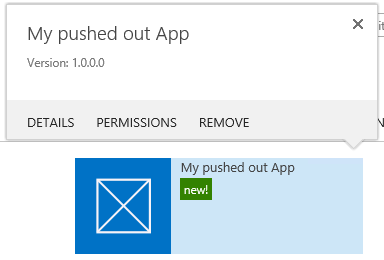 My pushed out App
Version: 1.0.0.0
DETAILS PERMISSIONS REMOVE
My pushed out App
new!